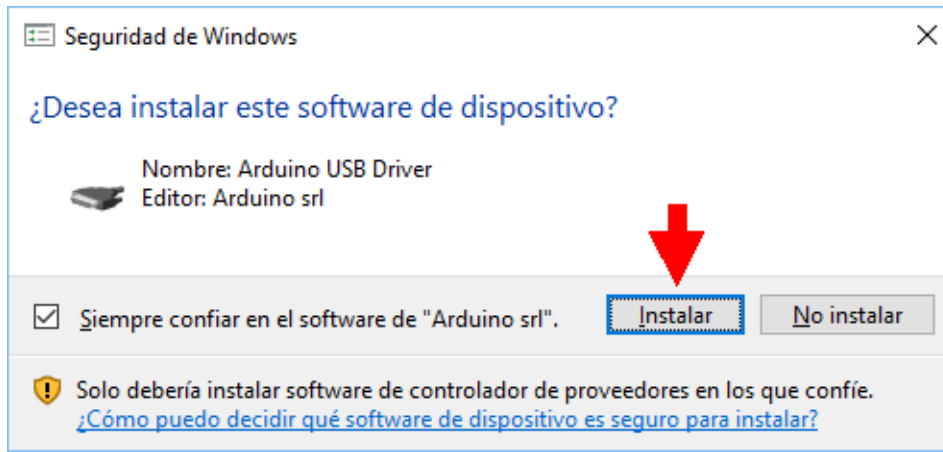 Seguridad de Windows
¿Desea instalar este software de dispositivo?
Nombre: Arduino USB Driver
Editor: Arduino srl
Siempre confiar en el software de "Arduino srl".
Instalar
No instalar
Solo debería instalar software de controlador de proveedores en los que confíe.
¿Cómo puedo decidir qué software de dispositivo es seguro para instalar?